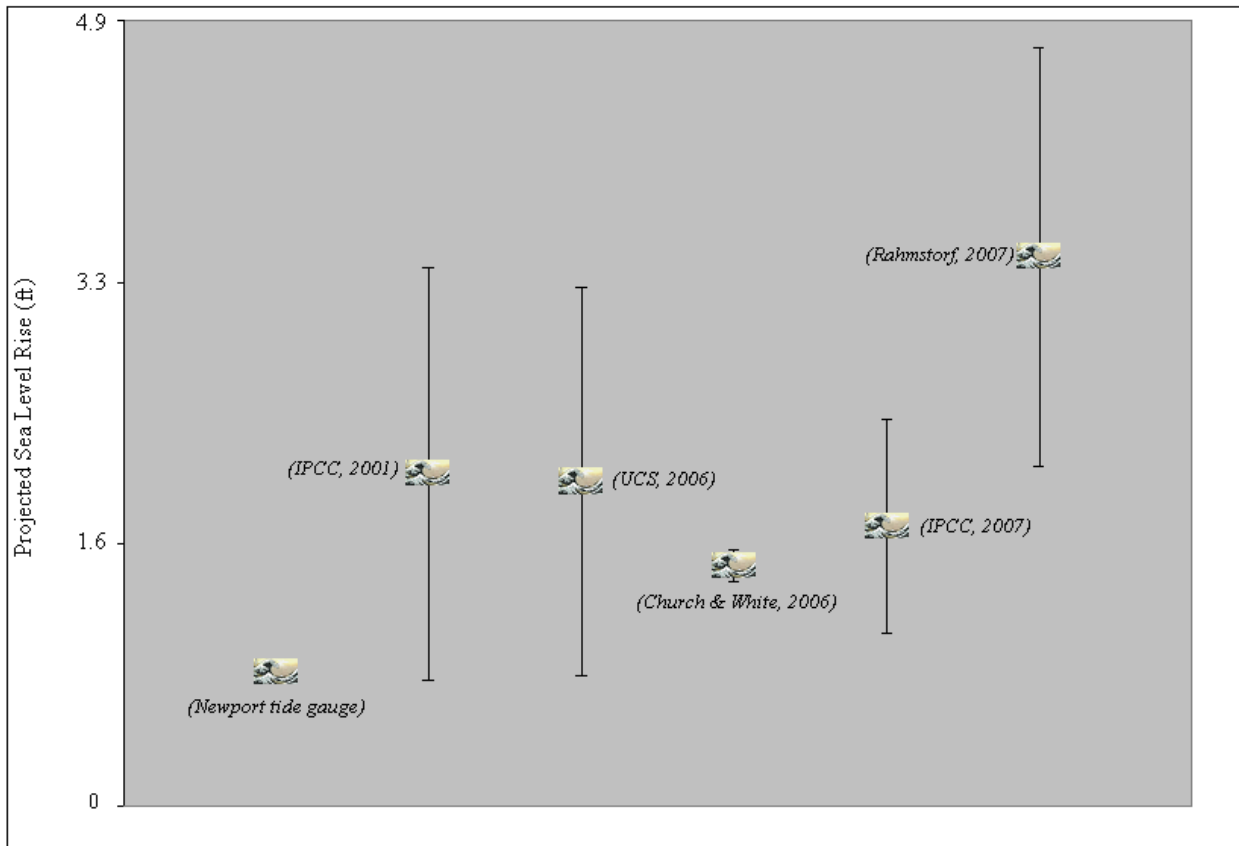 4.9
(Rahmstorf, 2007)
3.3
Projected Sea Level Rise (ft)
(IPCC, 2001)
(UCS, 2006)
1.6
(IPCC, 2007)
(Church & White, 2006)
(Newport tide gauge)
0